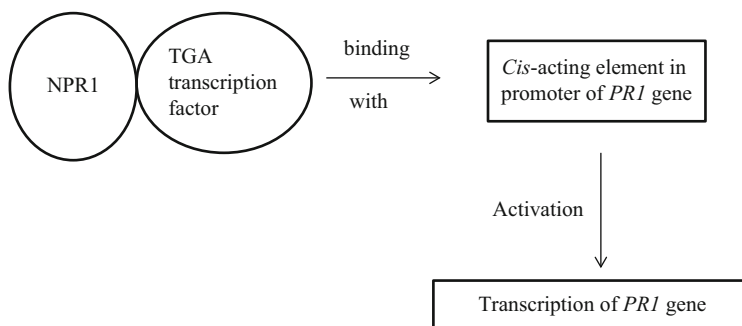 NPR1
TGA
transcription
factor
binding
with
Cis-acting element in
promoter of PR1 gene
Activation
Transcription of PR1 gene